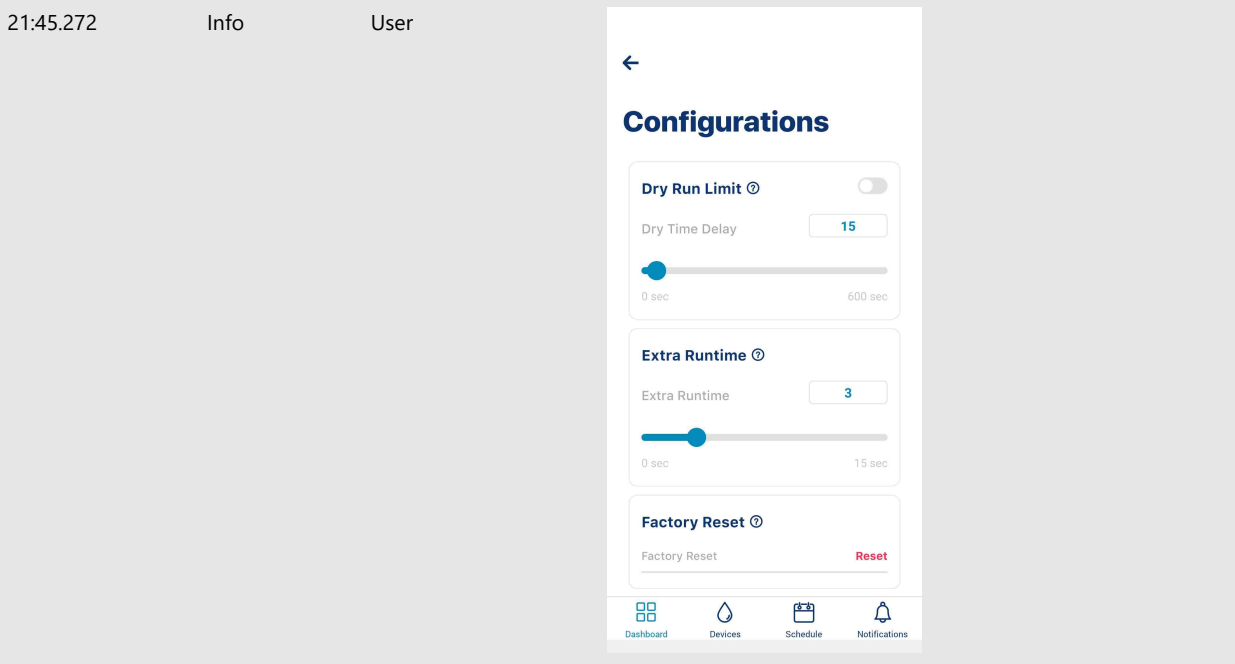 21:45.272 Info User
Configurations
Dry Run Limit
Dry Time Delay 15
0 sec 600 sec
Extra Runtime
Extra Runtime 3
0 sec 15 sec
Factory Reset
Factory Reset Reset
Dashboard Devices Schedule Notifications